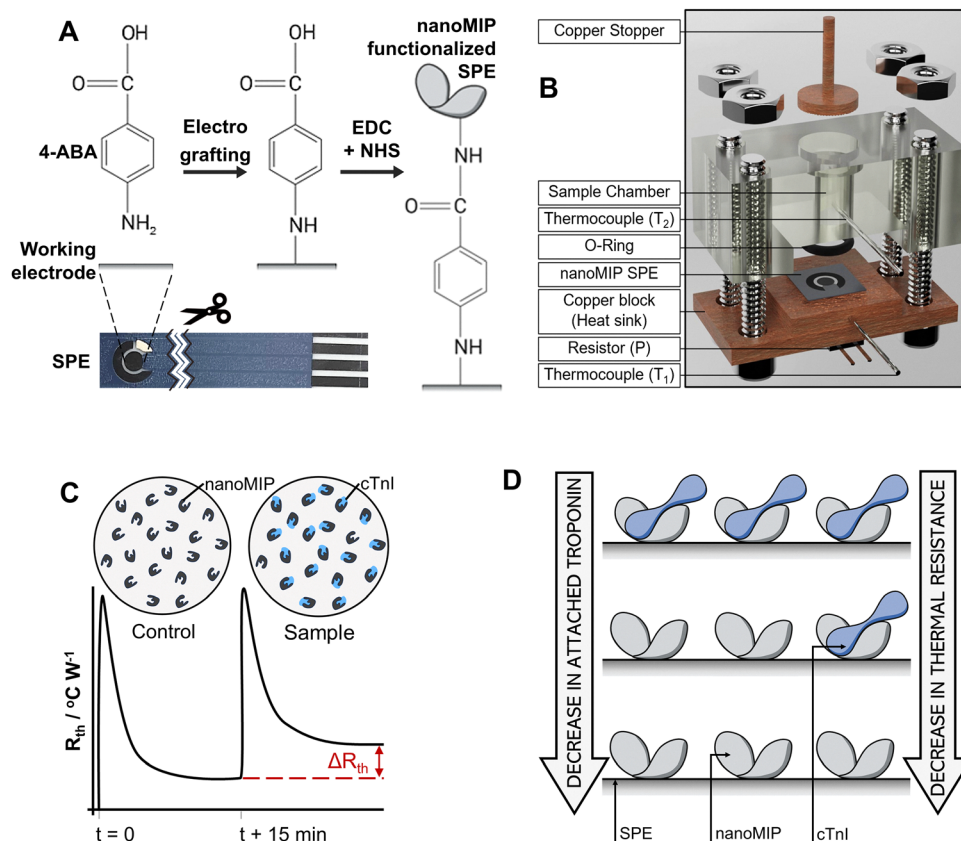 A
OH
O
4-ABA
NH2
Electro
grafting
OH
O
NH
EDC
+ NHS
nanoMIP
functionalized
SPE
NH
O
NH
Working
electrode
SPE
B
Copper Stopper
Sample Chamber
Thermocouple (T2)
O-Ring
nanoMIP SPE
Copper block
(Heat sink)
Resistor (P)
Thermocouple (T1)
C
nanoMIP
cTnI
Control
Sample
Rth / ºC W-1
ΔRth
t = 0
t + 15 min
D
DECREASE IN ATTACHED TROPONIN
DECREASE IN THERMAL RESISTANCE
SPE
nanoMIP
cTnI